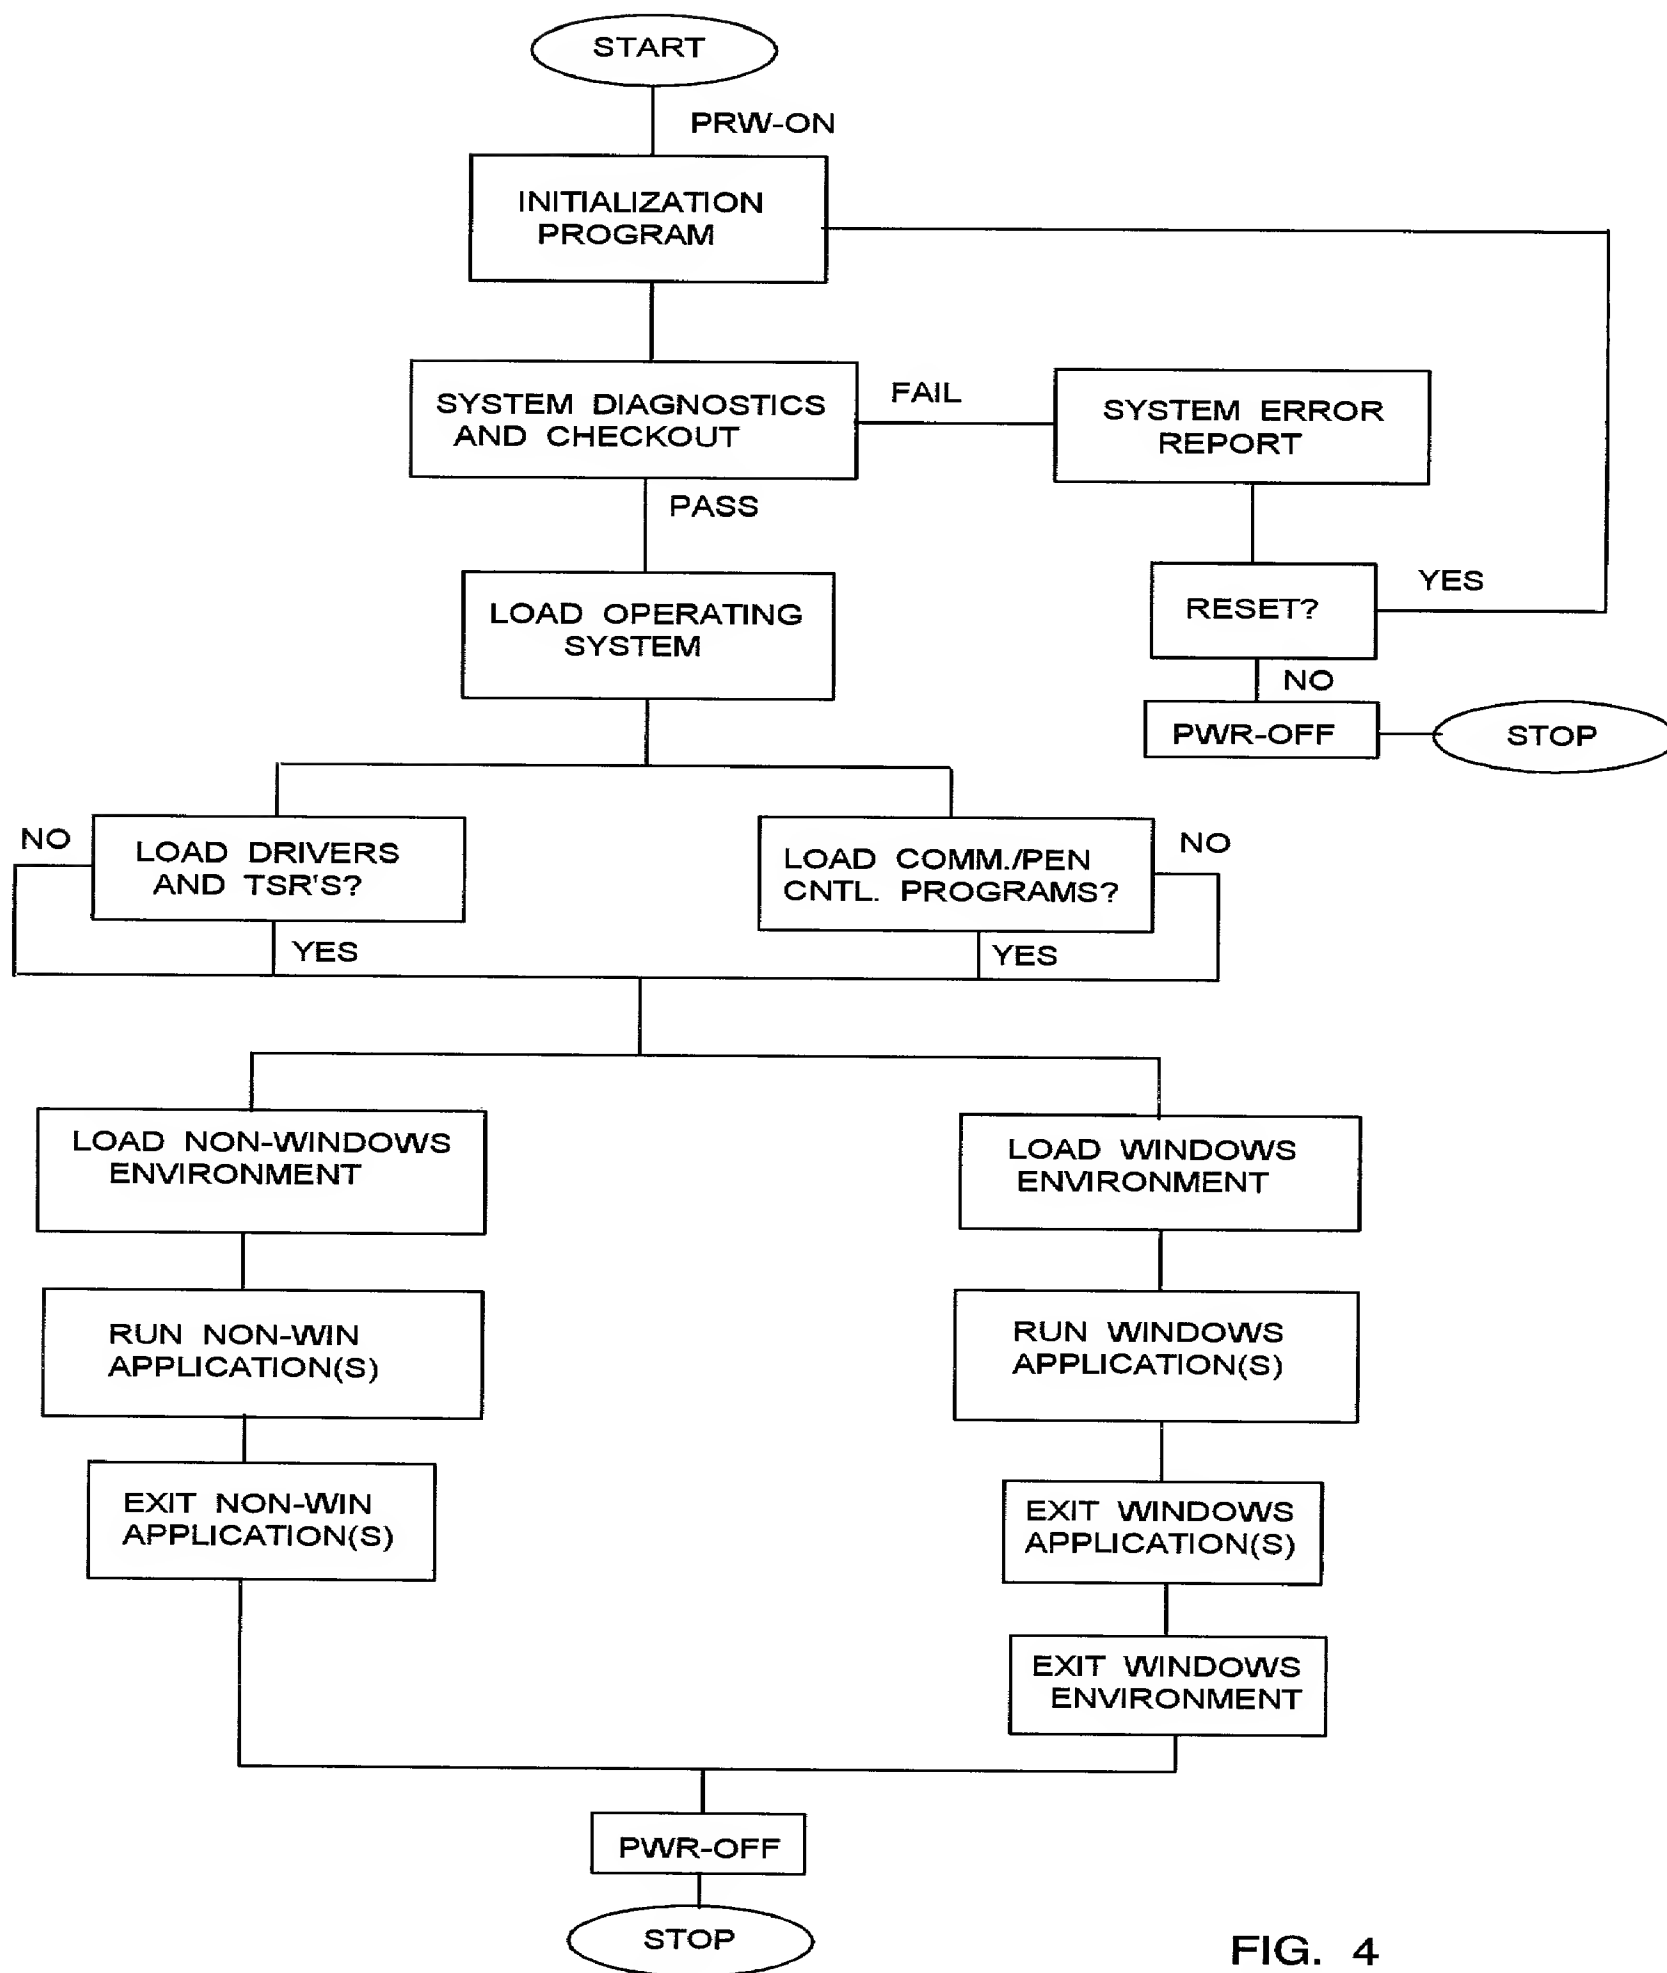 START
PRW-ON
INITIALIZATION
PROGRAM
SYSTEM DIAGNOSTICS
AND CHECKOUT
FAIL
SYSTEM ERROR
REPORT
PASS
LOAD OPERATING
SYSTEM
RESET?
YES
NO
PWR-OFF
STOP
NO
LOAD DRIVERS
AND TSR'S?
YES
LOAD COMM./PEN
CNTL. PROGRAMS?
NO
YES
LOAD NON-WINDOWS
ENVIRONMENT
LOAD WINDOWS
ENVIRONMENT
RUN NON-WIN
APPLICATION(S)
RUN WINDOWS
APPLICATION(S)
EXIT NON-WIN
APPLICATION(S)
EXIT WINDOWS
APPLICATION(S)
EXIT WINDOWS
ENVIRONMENT
PWR-OFF
STOP
FIG. 4